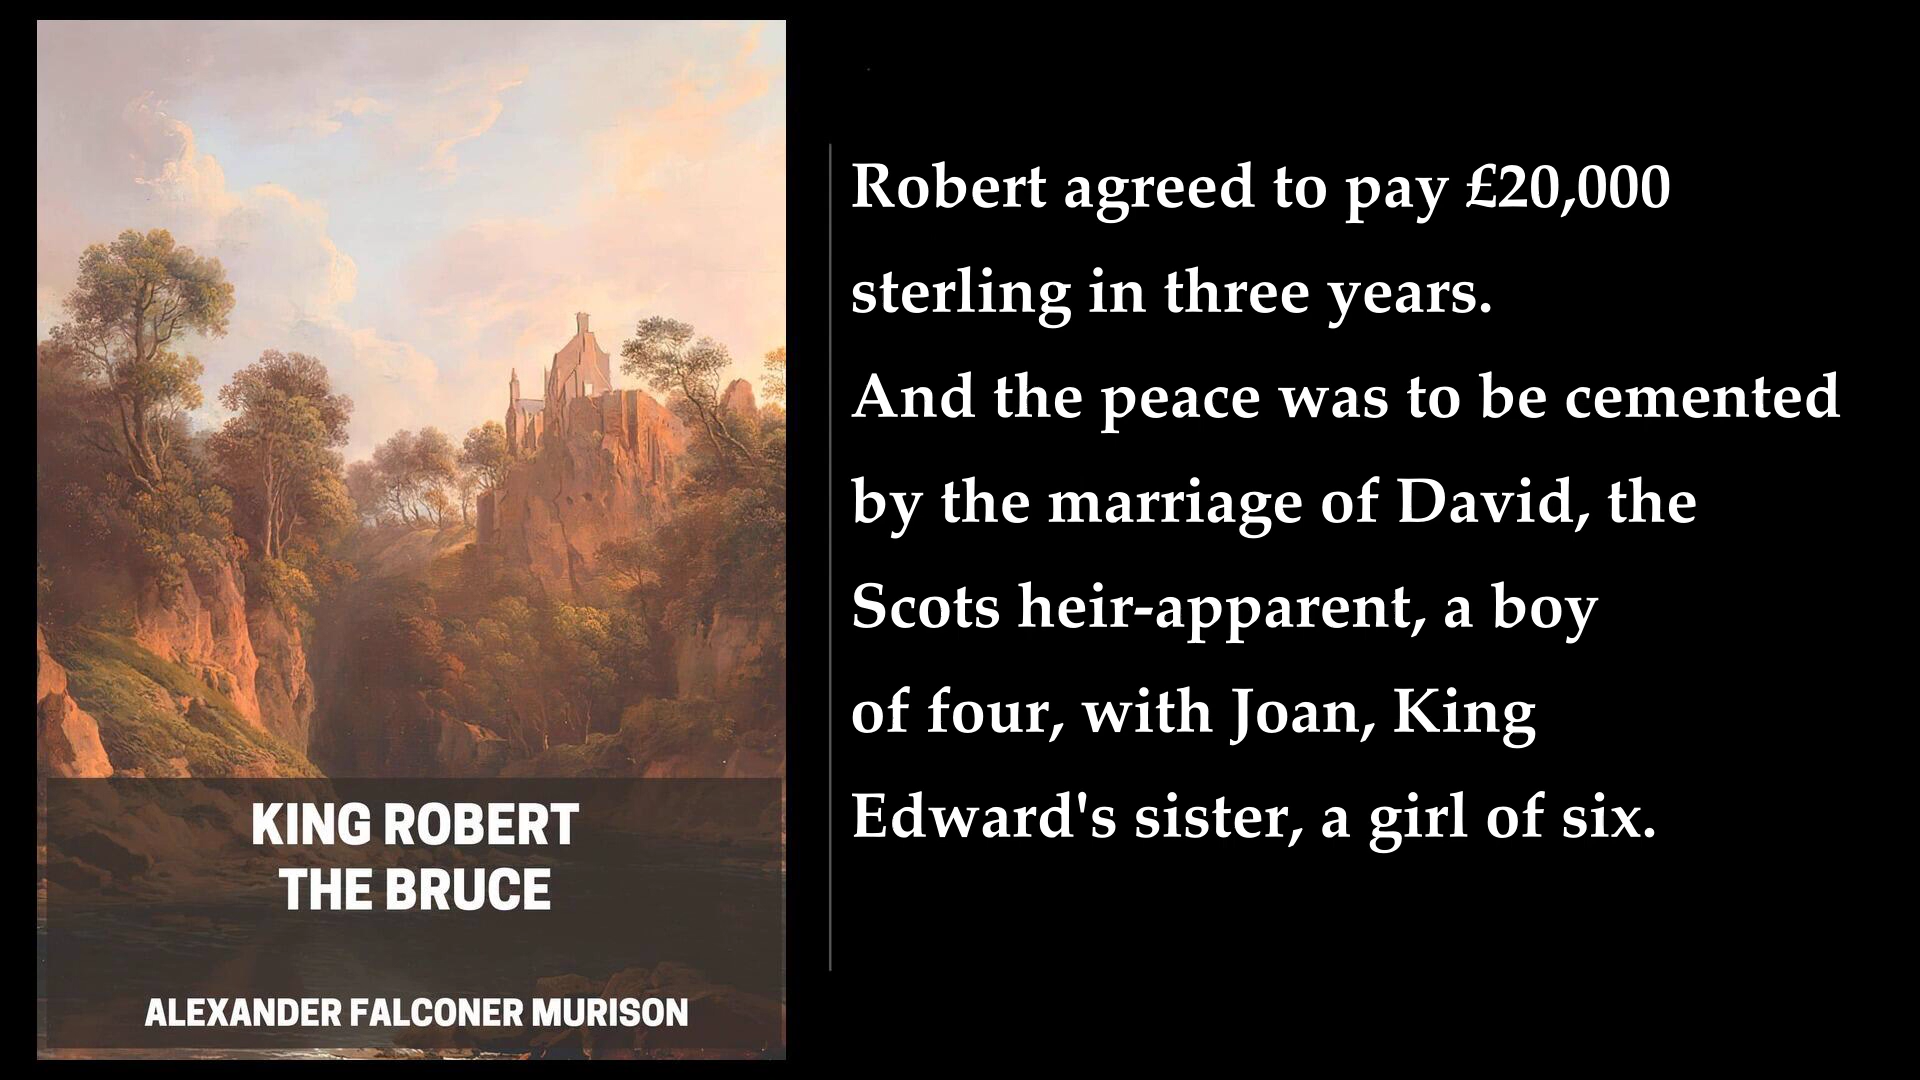 KING ROBERT
THE BRUCE
ALEXANDER FALCONER MURISON
Robert agreed to pay £20,000
sterling in three years.
And the peace was to be cemented
by the marriage of David, the
Scots heir-apparent, a boy
of four, with Joan, King
Edward's sister, a girl of six.